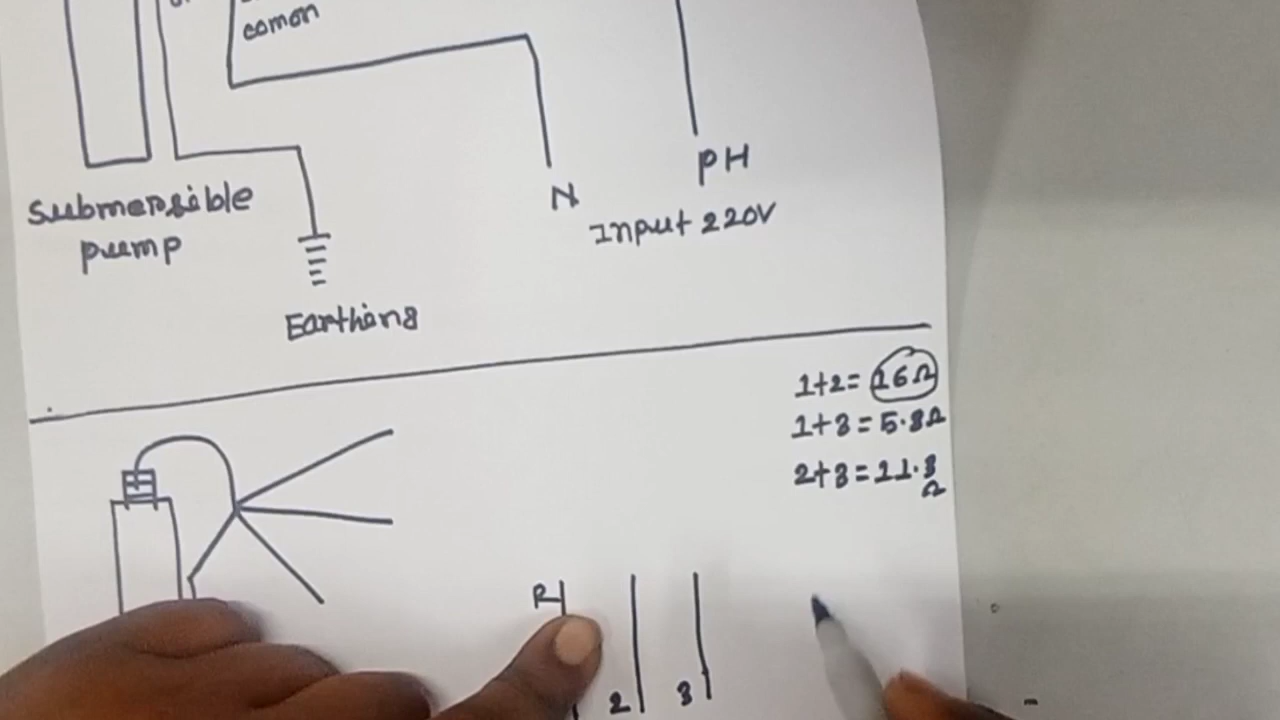 comon
submersible
pump
N
PH
Input 220V
Earthing
1+2= 16Ω
1+3=5.8Ω
2+3=11.3
Ω
R
2
3